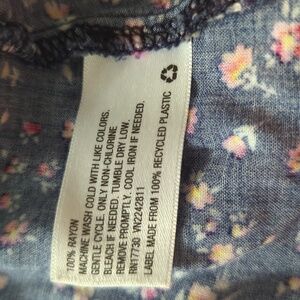 100% RAYON
MACHINE WASH COLD WITH LIKE COLORS.
GENTLE CYCLE. ONLY NON-CHLORINE
BLEACH IF NEEDED. TUMBLE DRY LOW.
REMOVE PROMPTLY. COOL IRON IF NEEDED.
RN17730 VN2242811
LABEL MADE FROM 100% RECYCLED PLASTIC